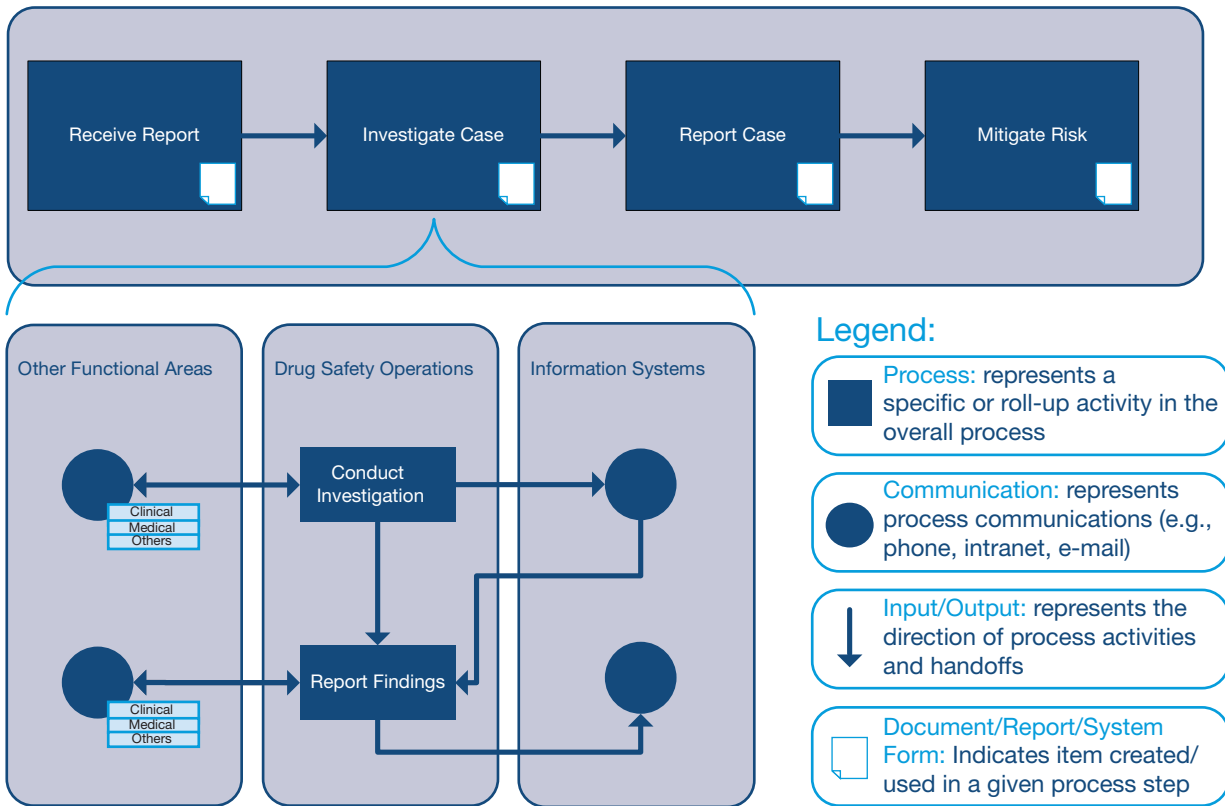 Receive Report
Investigate Case
Report Case
Mitigate Risk
Other Functional Areas
Drug Safety Operations
Information Systems
Conduct
Investigation
Clinical
Medical
Others
Report Findings
Clinical
Medical
Others
Legend:
Process: represents a
specific or roll-up activity in the
overall process
Communication: represents
process communications (e.g.,
phone, intranet, e-mail)
Input/Output: represents the
direction of process activities
and handoffs
Document/Report/System
Form: Indicates item created/
used in a given process step